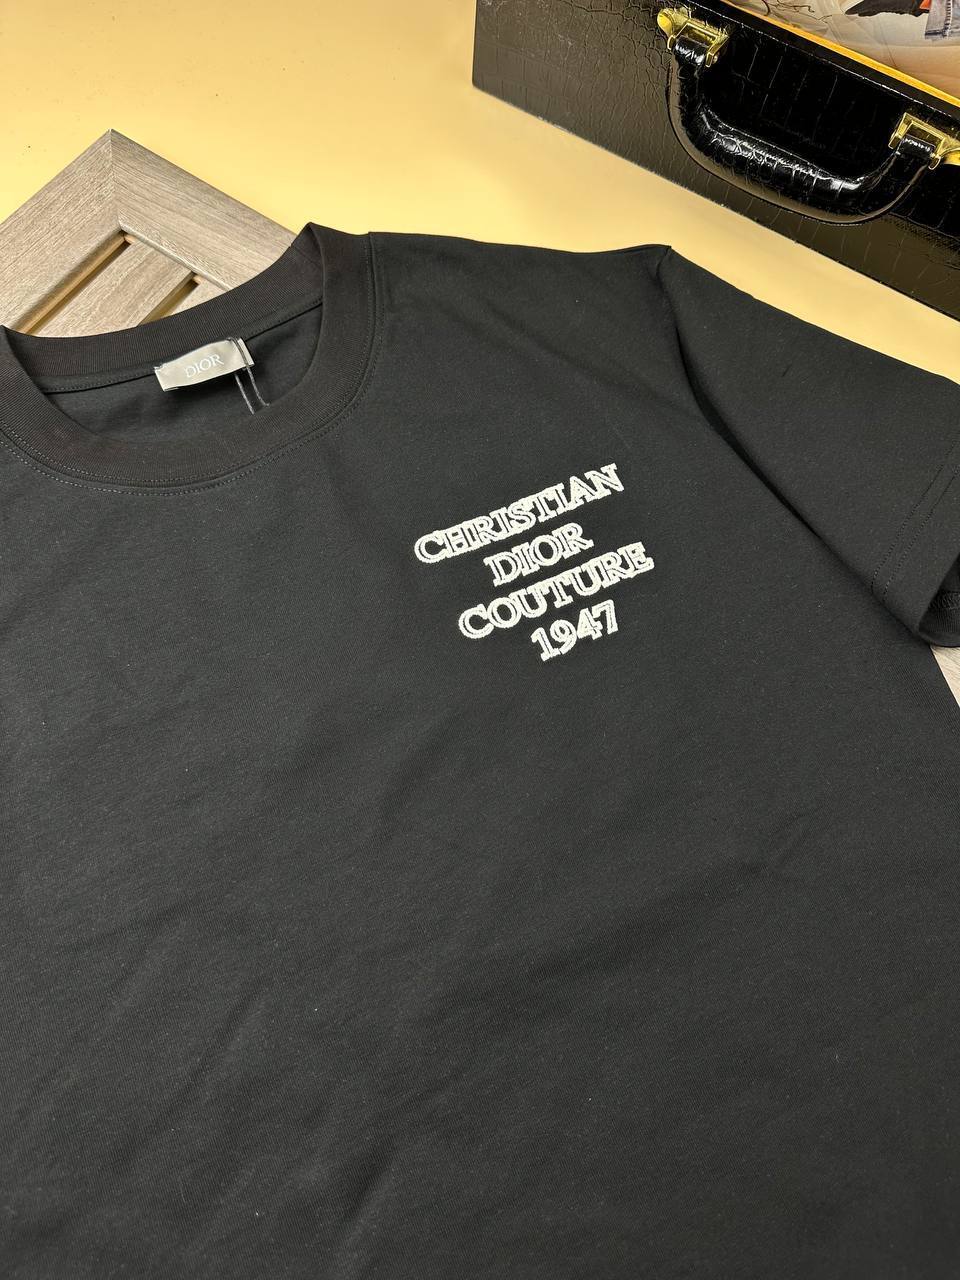 DIOR
CHRISTIAN
DIOR
COUTURE
1947